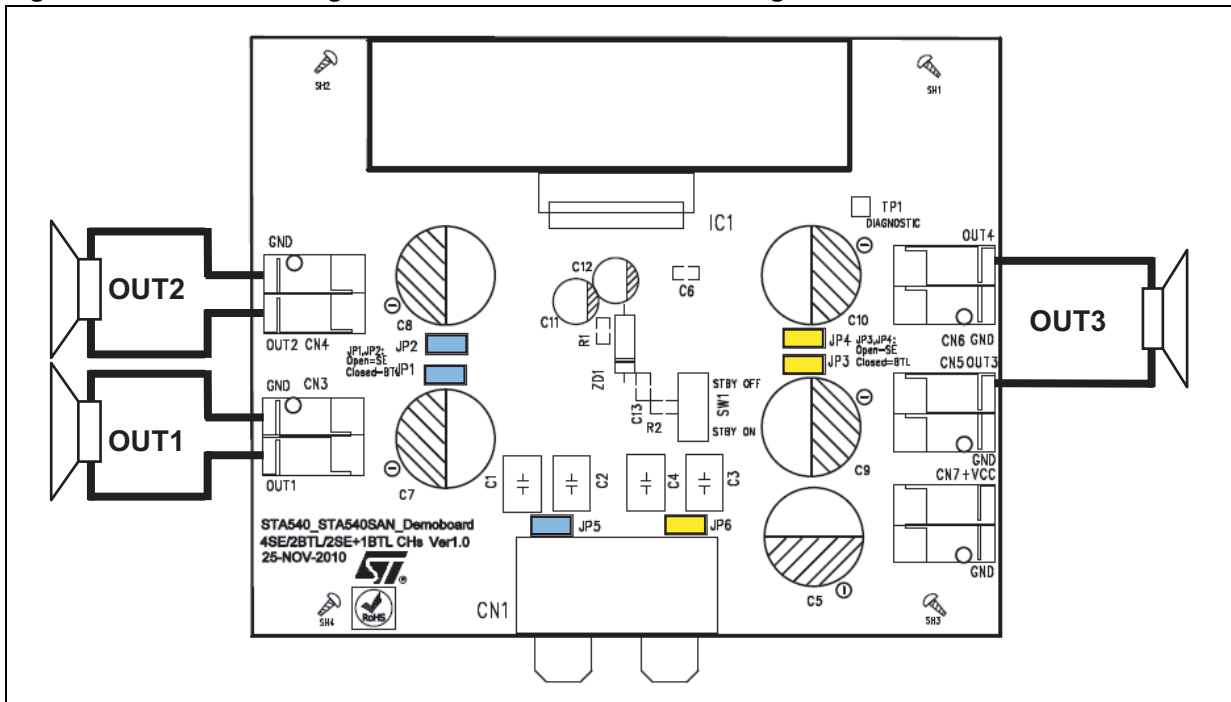 SH2
SH1
IC1
TP1
DIAGNOSTIC
GND
OUT4
OUT2
C12
C6
C11
R1
C8
C10
OUT3
OUT2 CN4
JP1,JP2:
Open=SE
Closed=BTL
JP2
JP1
JP4
JP3
JP3,JP4:
Open=SE
Closed=BTL
CN6 GND
CN5 OUT3
GND CN3
ZD1
C13
R2
SW1
STBY OFF
STBY ON
OUT1
OUT1
C7
C9
GND
CN7 +VCC
C1
C2
C4
C3
JP5
JP6
STA540_STA540SAN_Demoboard
4SE/2BTL/2SE+1BTL CHs Ver1.0
25-NOV-2010
ST
RoHS
C5
GND
SH4
CN1
SH3